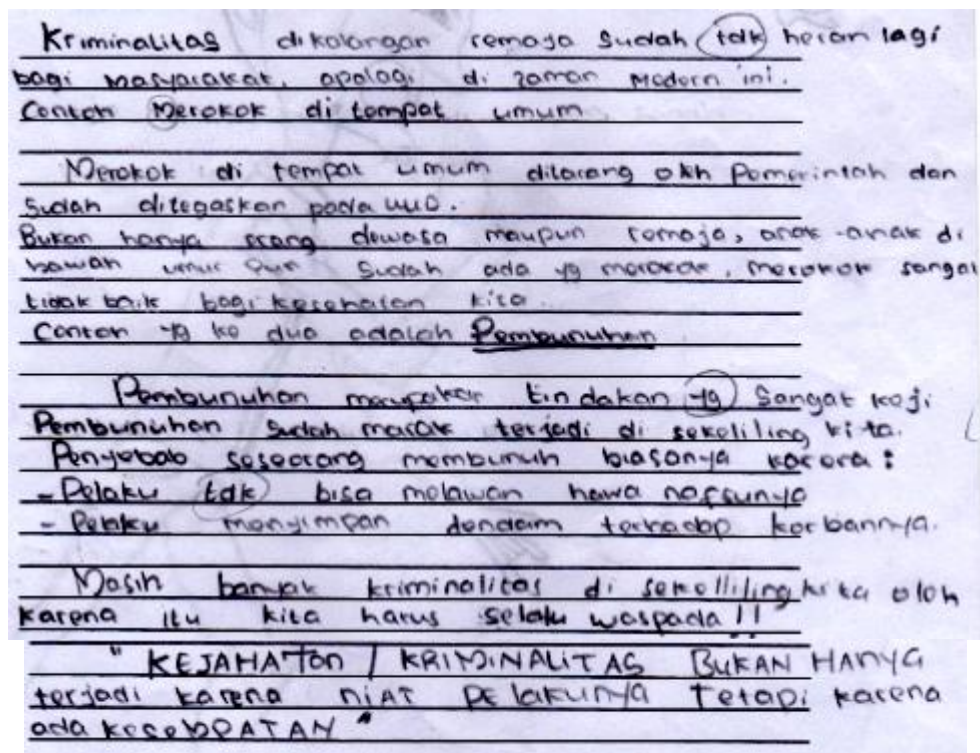 Kriminalitas dikalangan remaja sudah tdk heran lagi
bagi masyarakat, apalagi di zaman modern ini.
Contoh Merokok di tempat umum
Merokok di tempat umum dilarang oleh Pemerintah dan
Sudah ditegaskan pada UUD.
Bukan hanya orang dewasa maupun remaja, anak-anak di
bawah umur pun sudah ada yg merokok, merokok sangat
tidak baik bagi kesehatan kita.
Contoh yg ke dua adalah Pembunuhan
Pembunuhan merupakan tindakan yg Sangat keji
Pembunuhan sudah marak terjadi di sekeliling kita.
Penyebab seseorang membunuh biasanya karena :
- Pelaku tdk bisa melawan hawa nafsunya
- Pelaku menyimpan dendam terhadap korbannya.
Masih banyak kriminalitas di sekelliling kita oleh
karena itu kita harus selalu waspada !!
" KEJAHATan / KRIMINALITAS BUKAN HANYA
terjadi karena niAT PElakunya Tetapi karena
ada kesemPATAN "